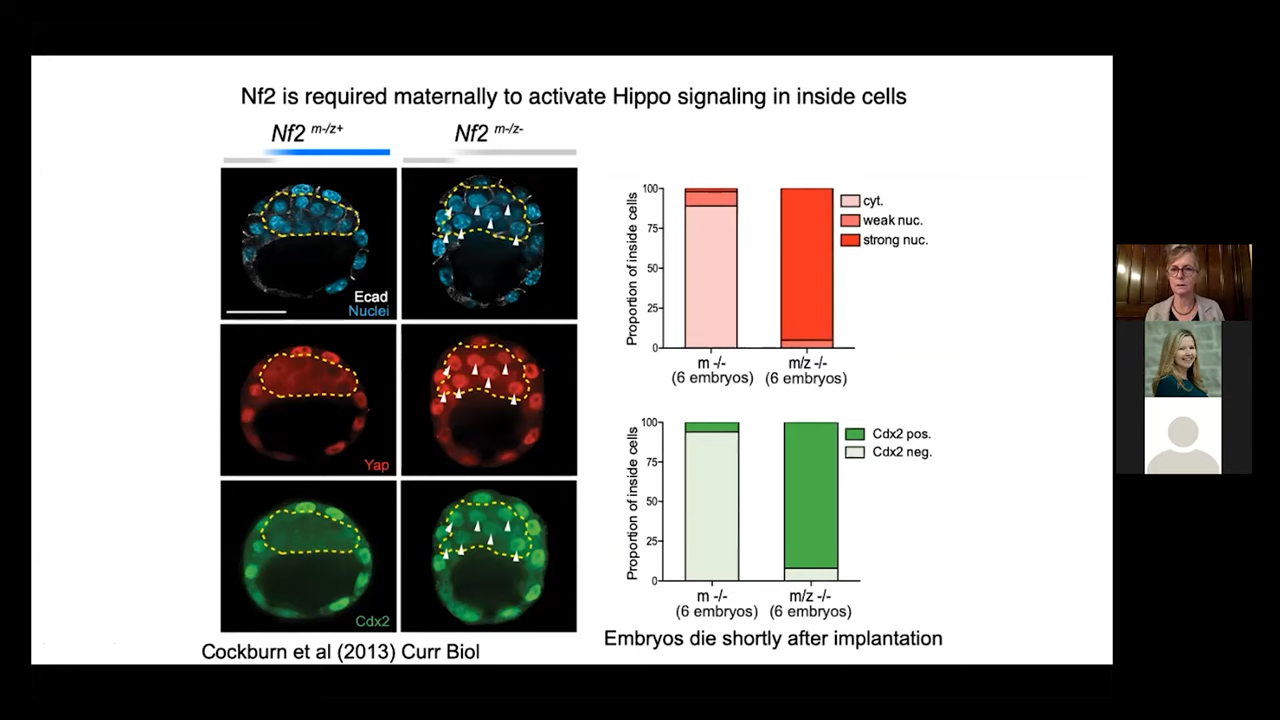 Nf2 is required maternally to activate Hippo signaling in inside cells
Nf2 m-/z+
Nf2 m-/z-
Ecad
Nuclei
Yap
Cdx2
Cockburn et al (2013) Curr Biol
Proportion of inside cells
100
75
50
25
0
m -/-
(6 embryos)
m/z -/-
(6 embryos)
cyt.
weak nuc.
strong nuc.
Proportion of inside cells
100
75
50
25
0
m -/-
(6 embryos)
m/z -/-
(6 embryos)
Cdx2 pos.
Cdx2 neg.
Embryos die shortly after implantation